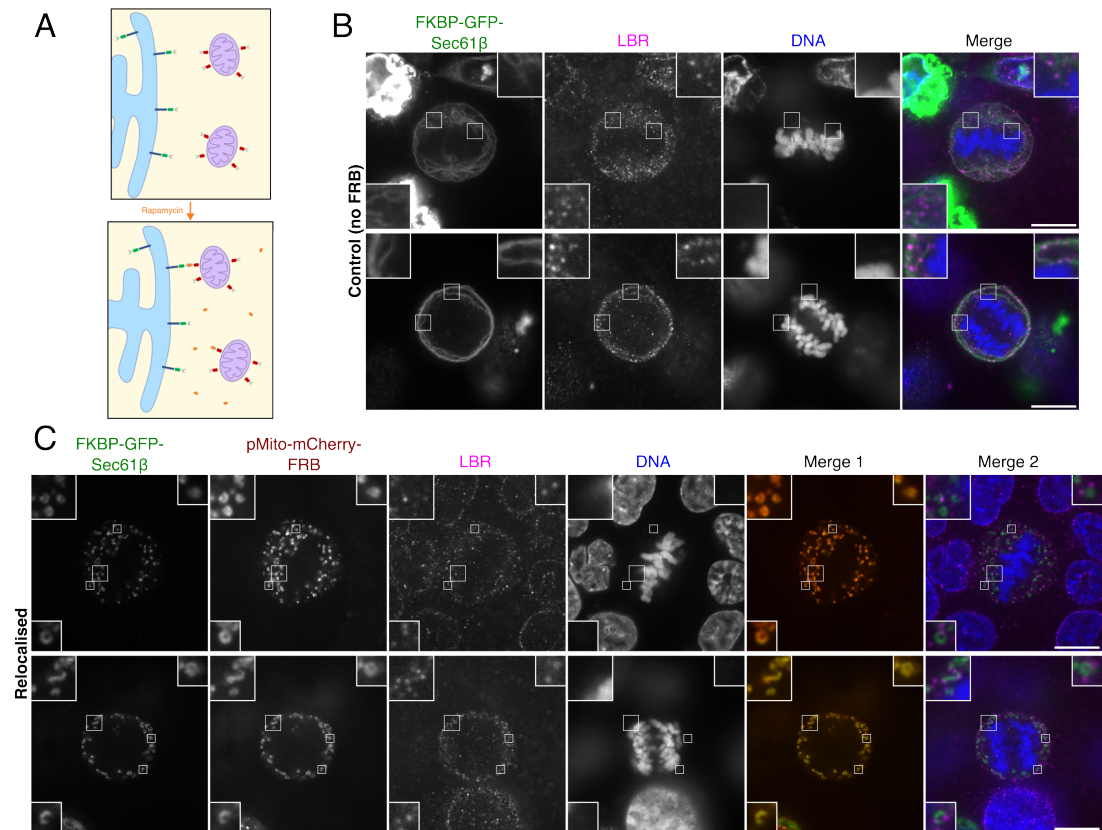 A
Rapamycin
B
FKBP-GFP-
Sec61β
LBR
DNA
Merge
Control (no FRB)
C
FKBP-GFP-
Sec61β
pMito-mCherry-
FRB
LBR
DNA
Merge 1
Merge 2
Relocalised